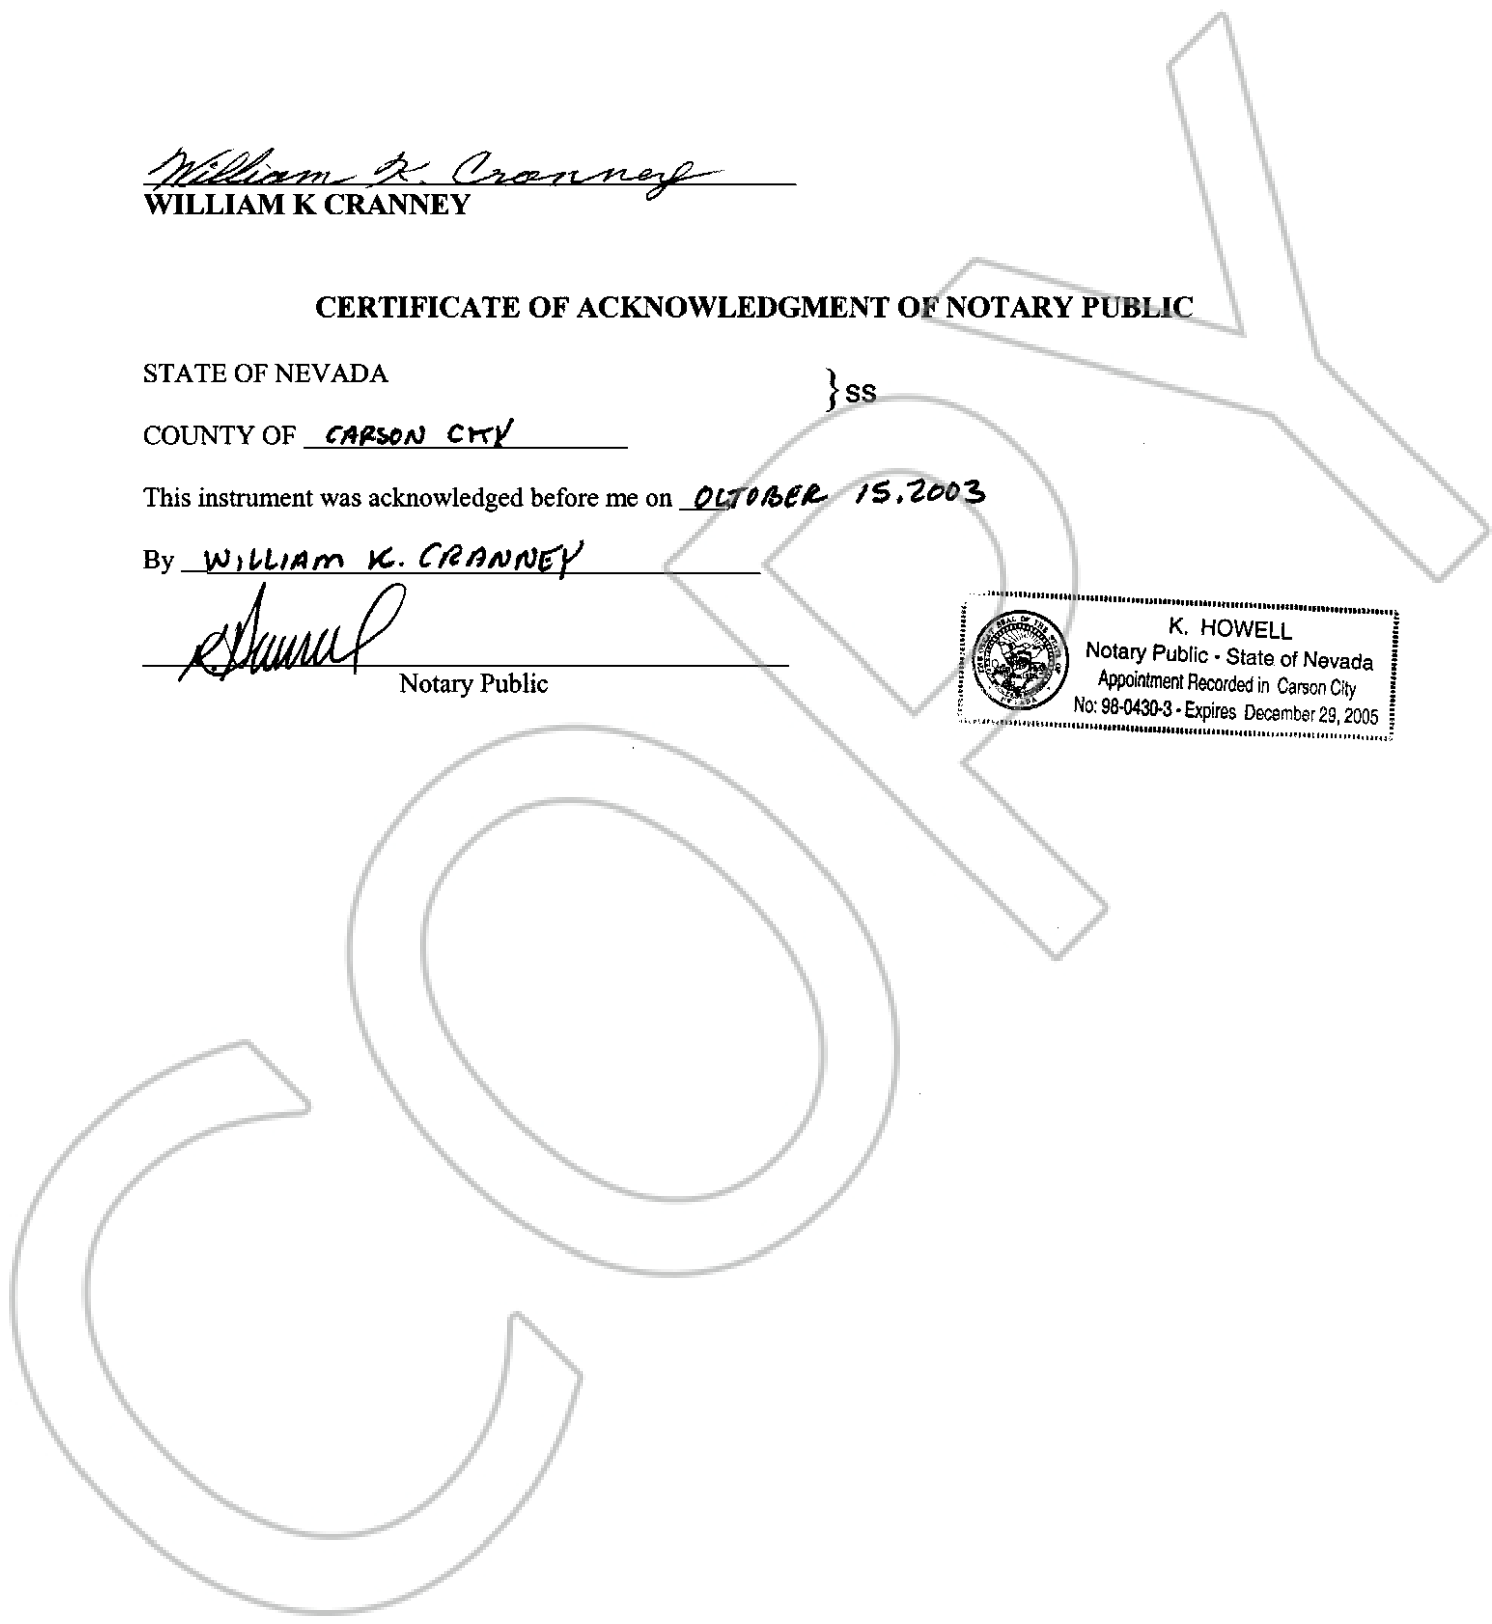 William K. Cranney
WILLIAM K CRANNEY
CERTIFICATE OF ACKNOWLEDGMENT OF NOTARY PUBLIC
STATE OF NEVADA
}ss
COUNTY OF CARSON CITY
This instrument was acknowledged before me on OCTOBER 15, 2003
By WILLIAM K. CRANNEY
Notary Public
K. HOWELL
Notary Public - State of Nevada
Appointment Recorded in Carson City
No: 98-0430-3 - Expires December 29, 2005
COPY